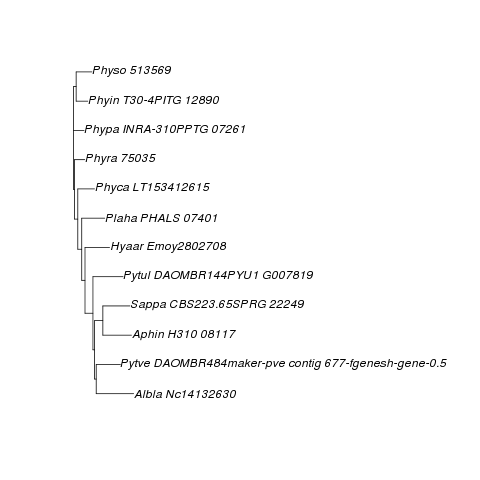 Physo 513569
Phyin T30-4PITG 12890
Phypa INRA-310PPTG 07261
Phyra 75035
Phyca LT153412615
Plaha PHALS 07401
Hyaar Emoy2802708
Pytul DAOMBR144PYU1 G007819
Sappa CBS223.65SPRG 22249
Aphin H310 08117
Pytve DAOMBR484maker-pve contig 677-fgenesh-gene-0.5
Albla Nc14132630